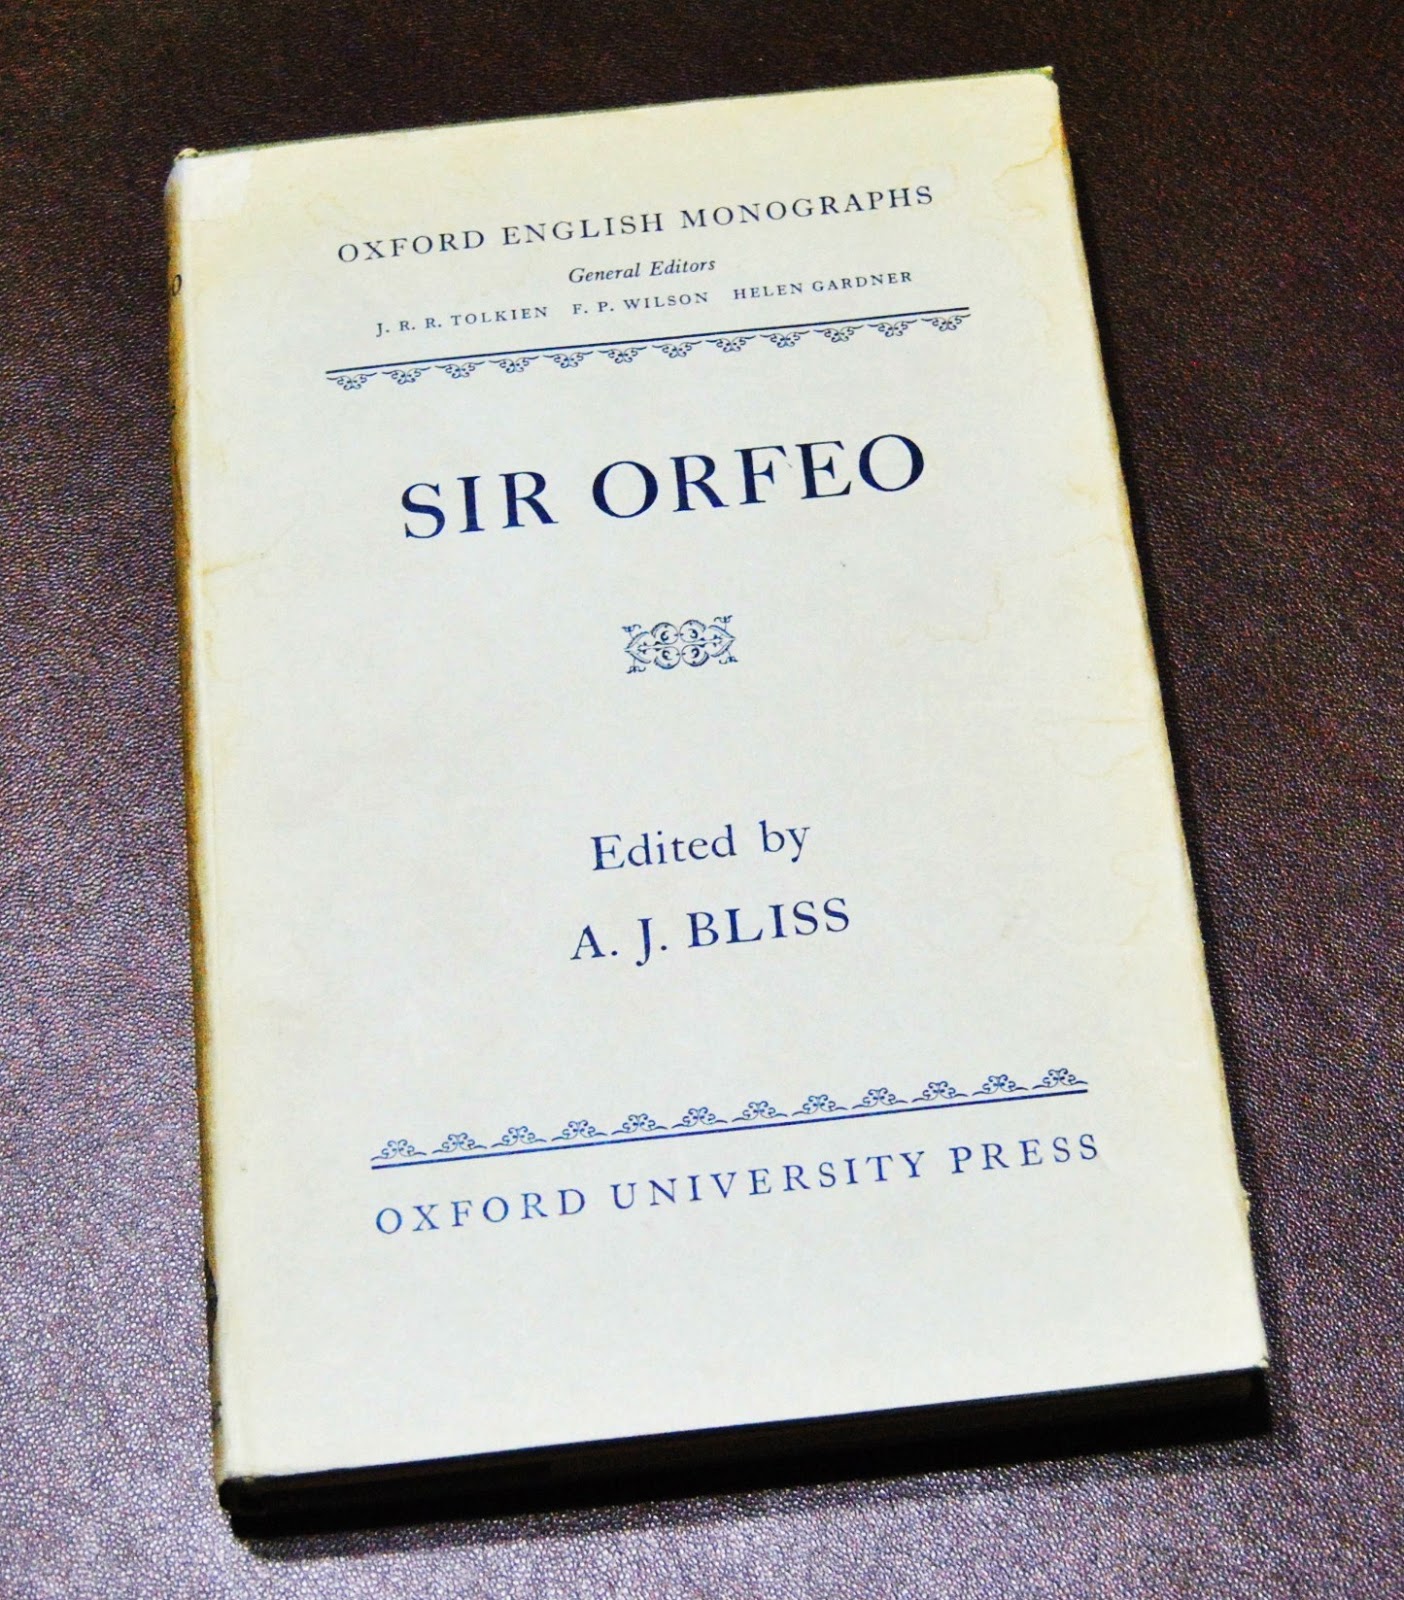 OXFORD ENGLISH MONOGRAPHS
General Editors
J. R. R. TOLKIEN F. P. WILSON HELEN GARDNER
SIR ORFEO
Edited by
A. J. BLISS
OXFORD UNIVERSITY PRESS